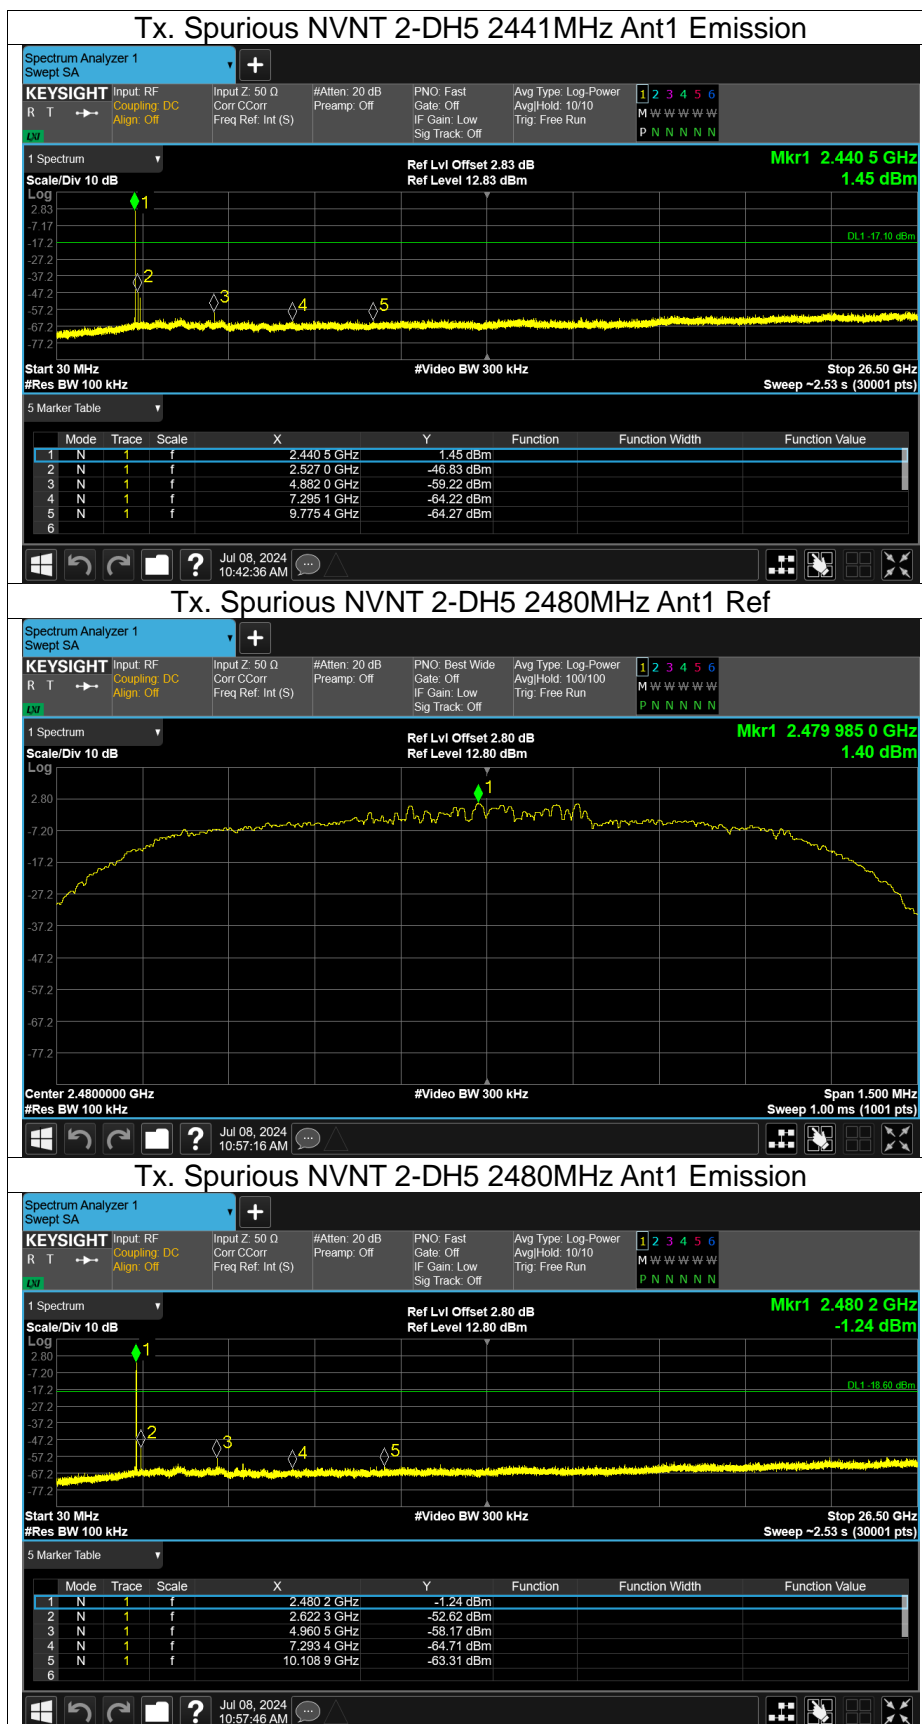 Tx. Spurious NVNT 2-DH5 2441MHz Ant1 Emission
Spectrum Analyzer 1
Swept SA
KEYSIGHT Input: RF Input Z: 50 Ω #Atten: 20 dB PNO: Fast Avg Type: Log-Power 1 2 3 4 5 6
R T Coupling: DC Corr CCorr Preamp: Off Gate: Off Avg|Hold: 10/10 M W W W W W
Align: Off Freq Ref: Int (S) IF Gain: Low Trig: Free Run
LXI Sig Track: Off P N N N N N
1 Spectrum Ref Lvl Offset 2.83 dB Mkr1 2.440 5 GHz
Scale/Div 10 dB Ref Level 12.83 dBm 1.45 dBm
Log
1
2.83
-7.17
DL1 -17.10 dBm
-17.2
-27.2
-37.2
2
-47.2
3 4 5
-57.2
-67.2
-77.2
Start 30 MHz #Video BW 300 kHz Stop 26.50 GHz
#Res BW 100 kHz Sweep ~2.53 s (30001 pts)
5 Marker Table
Mode Trace Scale X Y Function Function Width Function Value
1 N 1 f 2.440 5 GHz 1.45 dBm
2 N 1 f 2.527 0 GHz -46.83 dBm
3 N 1 f 4.882 0 GHz -59.22 dBm
4 N 1 f 7.295 1 GHz -64.22 dBm
5 N 1 f 9.775 4 GHz -64.27 dBm
6
? Jul 08, 2024
10:42:36 AM
Tx. Spurious NVNT 2-DH5 2480MHz Ant1 Ref
Spectrum Analyzer 1
Swept SA
KEYSIGHT Input: RF Input Z: 50 Ω #Atten: 20 dB PNO: Best Wide Avg Type: Log-Power 1 2 3 4 5 6
R T Coupling: DC Corr CCorr Preamp: Off Gate: Off Avg|Hold: 100/100 M W W W W W
Align: Off Freq Ref: Int (S) IF Gain: Low Trig: Free Run
LXI Sig Track: Off P N N N N N
1 Spectrum Ref Lvl Offset 2.80 dB Mkr1 2.479 985 0 GHz
Scale/Div 10 dB Ref Level 12.80 dBm 1.40 dBm
Log
1
2.80
-7.20
-17.2
-27.2
-37.2
-47.2
-57.2
-67.2
-77.2
Center 2.4800000 GHz #Video BW 300 kHz Span 1.500 MHz
#Res BW 100 kHz Sweep 1.00 ms (1001 pts)
? Jul 08, 2024
10:57:16 AM
Tx. Spurious NVNT 2-DH5 2480MHz Ant1 Emission
Spectrum Analyzer 1
Swept SA
KEYSIGHT Input: RF Input Z: 50 Ω #Atten: 20 dB PNO: Fast Avg Type: Log-Power 1 2 3 4 5 6
R T Coupling: DC Corr CCorr Preamp: Off Gate: Off Avg|Hold: 10/10 M W W W W W
Align: Off Freq Ref: Int (S) IF Gain: Low Trig: Free Run
LXI Sig Track: Off P N N N N N
1 Spectrum Ref Lvl Offset 2.80 dB Mkr1 2.480 2 GHz
Scale/Div 10 dB Ref Level 12.80 dBm -1.24 dBm
Log
1
2.80
-7.20
DL1 -18.60 dBm
-17.2
-27.2
-37.2
2
-47.2
3 4 5
-57.2
-67.2
-77.2
Start 30 MHz #Video BW 300 kHz Stop 26.50 GHz
#Res BW 100 kHz Sweep ~2.53 s (30001 pts)
5 Marker Table
Mode Trace Scale X Y Function Function Width Function Value
1 N 1 f 2.480 2 GHz -1.24 dBm
2 N 1 f 2.622 3 GHz -52.62 dBm
3 N 1 f 4.960 5 GHz -58.17 dBm
4 N 1 f 7.293 4 GHz -64.71 dBm
5 N 1 f 10.108 9 GHz -63.31 dBm
6
? Jul 08, 2024
10:57:46 AM